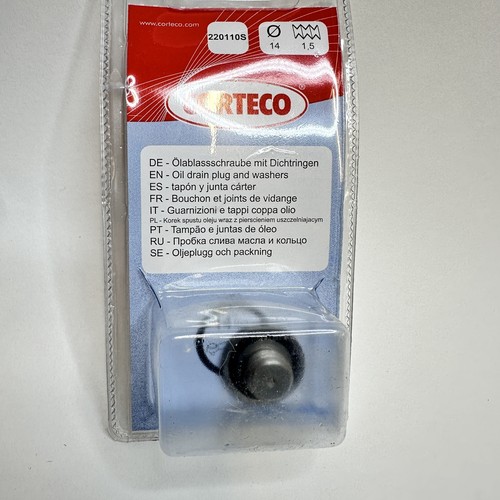 www.corteco.com
220110S
14
1,5
CORTECO®
DE - Ölablassschraube mit Dichtringen
EN - Oil drain plug and washers
ES - tapón y junta cárter
FR - Bouchon et joints de vidange
IT - Guarnizioni e tappi coppa olio
PL - Korek spustu oleju wraz z pierscieniem uszczelniajacym
PT - Tampão e juntas de óleo
RU - Пробка слива масла и кольцо
SE - Oljeplugg och packning